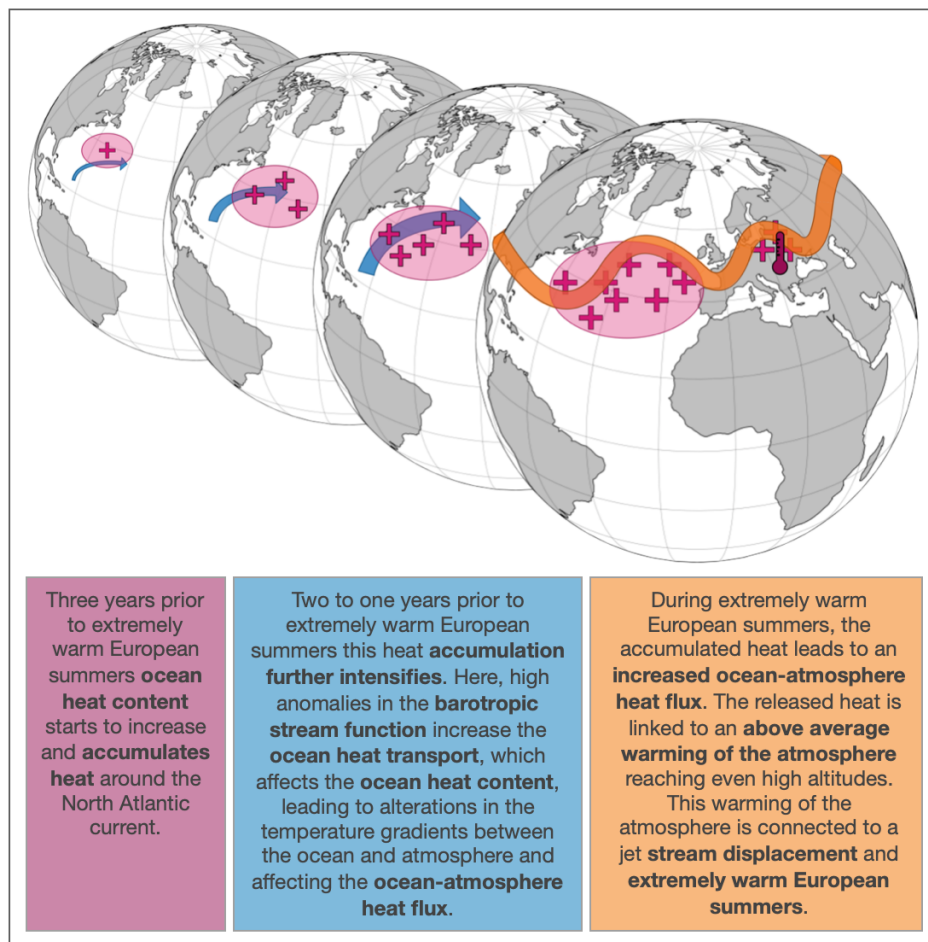 Three years prior
to extremely
warm European
summers ocean
heat content
starts to increase
and accumulates
heat around the
North Atlantic
current.
Two to one years prior to
extremely warm European
summers this heat accumulation
further intensifies. Here, high
anomalies in the barotropic
stream function increase the
ocean heat transport, which
affects the ocean heat content,
leading to alterations in the
temperature gradients between
the ocean and atmosphere and
affecting the ocean-atmosphere
heat flux.
During extremely warm
European summers, the
accumulated heat leads to an
increased ocean-atmosphere
heat flux. The released heat is
linked to an above average
warming of the atmosphere
reaching even high altitudes.
This warming of the
atmosphere is connected to a
jet stream displacement and
extremely warm European
summers.